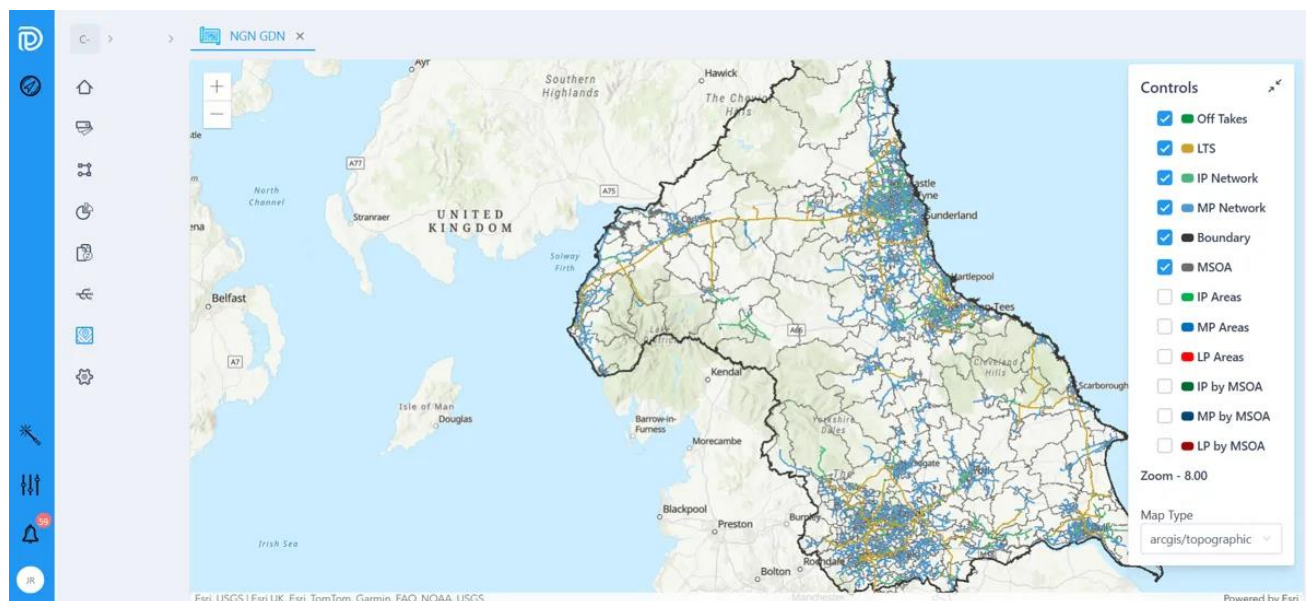 C-
NGN GDN
Controls
Off Takes
LTS
IP Network
MP Network
Boundary
MSOA
IP Areas
MP Areas
LP Areas
IP by MSOA
MP by MSOA
LP by MSOA
Zoom - 8.00
Map Type
arcgis/topographic
Powered by Esri
Esri, USGS | Esri UK, Esri, TomTom, Garmin, FAO, NOAA, USGS
59
JR
Ayr
Southern
Highlands
Hawick
A77
North
Channel
Stranraer
UNITED
KINGDOM
A75
A69
Sunderland
Solway
Firth
Belfast
Hartlepool
A66
A7
Kendal
Cleveland
Hills
Scarborough
Isle of Man
Douglas
Barrow-in-
Furness
Morecambe
Dales
Blackpool
Preston
Irish Sea
Bolton
Manchester